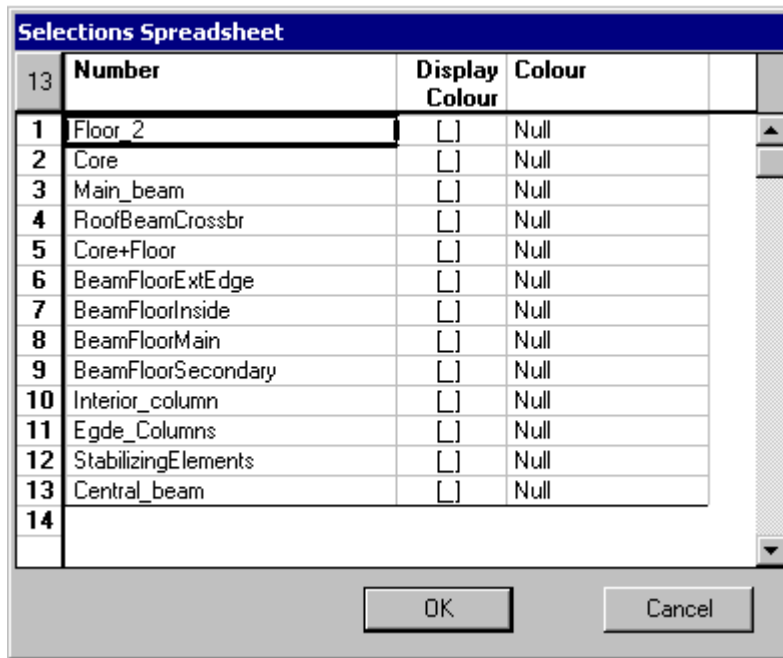 Selections Spreadsheet
13 Number Display Colour
Colour
1 Floor_2 [_] Null
2 Core [_] Null
3 Main_beam [_] Null
4 RoofBeamCrossbr [_] Null
5 Core+Floor [_] Null
6 BeamFloorExtEdge [_] Null
7 BeamFloorInside [_] Null
8 BeamFloorMain [_] Null
9 BeamFloorSecondary [_] Null
10 Interior_column [_] Null
11 Egde_Columns [_] Null
12 StabilizingElements [_] Null
13 Central_beam [_] Null
14
OK Cancel